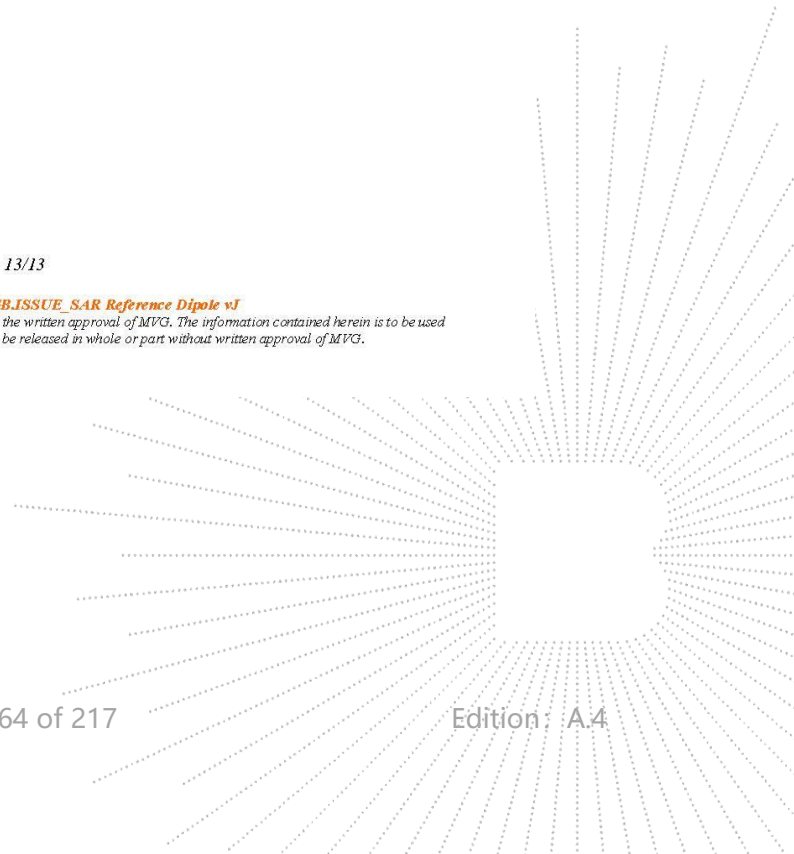 13/13
B.ISSUE_SAR Reference Dipole vJ
the written approval of MVG. The information contained herein is to be used
be released in whole or part without written approval of MVG.
64 of 217 Edition: A.4